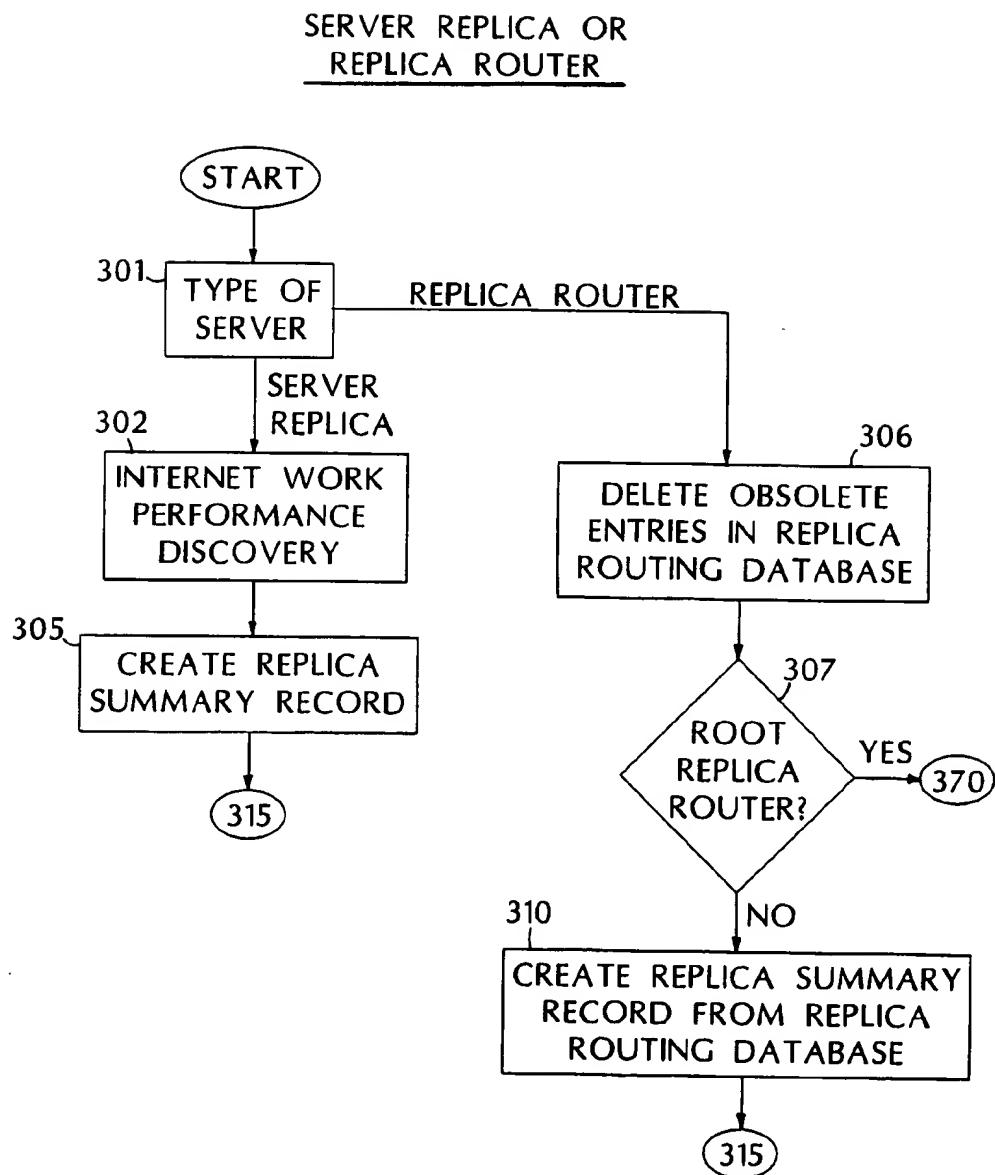 SERVER REPLICA OR
REPLICA ROUTER
START
301
TYPE OF
SERVER
REPLICA ROUTER
SERVER
REPLICA
302
INTERNET WORK
PERFORMANCE
DISCOVERY
305
CREATE REPLICA
SUMMARY RECORD
315
306
DELETE OBSOLETE
ENTRIES IN REPLICA
ROUTING DATABASE
307
ROOT
REPLICA
ROUTER?
YES
370
NO
310
CREATE REPLICA SUMMARY
RECORD FROM REPLICA
ROUTING DATABASE
315